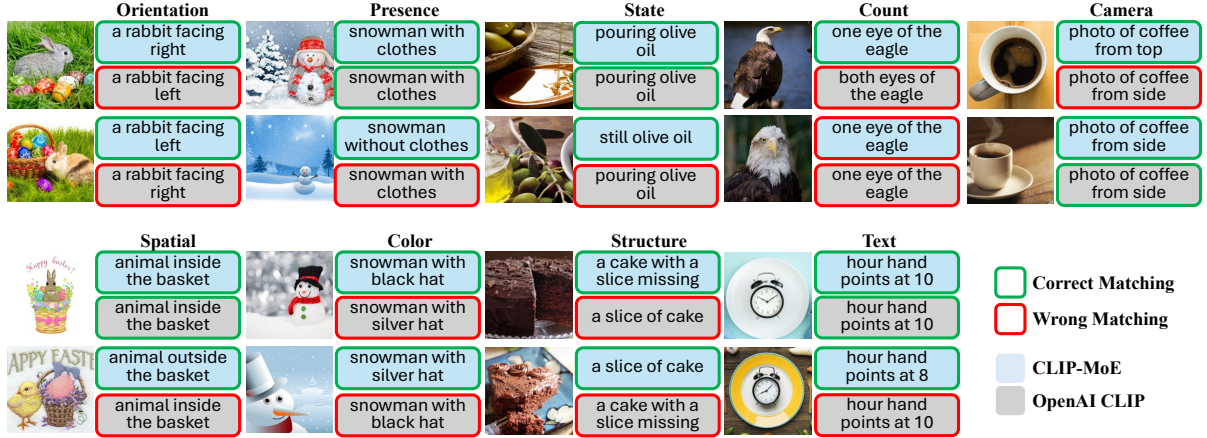 Orientation
Presence
State
Count
Camera
a rabbit facing
right
snowman with
clothes
pouring olive
oil
one eye of the
eagle
photo of coffee
from top
a rabbit facing
left
snowman with
clothes
pouring olive
oil
both eyes of
the eagle
photo of coffee
from side
a rabbit facing
left
snowman
without clothes
still olive oil
one eye of the
eagle
photo of coffee
from side
a rabbit facing
right
snowman with
clothes
pouring olive
oil
one eye of the
eagle
photo of coffee
from side
Spatial
Color
Structure
Text
Happy Easter!
animal inside
the basket
snowman with
black hat
a cake with a
slice missing
hour hand
points at 10
animal inside
the basket
snowman with
silver hat
a slice of cake
hour hand
points at 10
APPY EASTE
animal outside
the basket
snowman with
silver hat
a slice of cake
hour hand
points at 8
animal inside
the basket
snowman with
black hat
a cake with a
slice missing
hour hand
points at 10
Correct Matching
Wrong Matching
CLIP-MoE
OpenAI CLIP